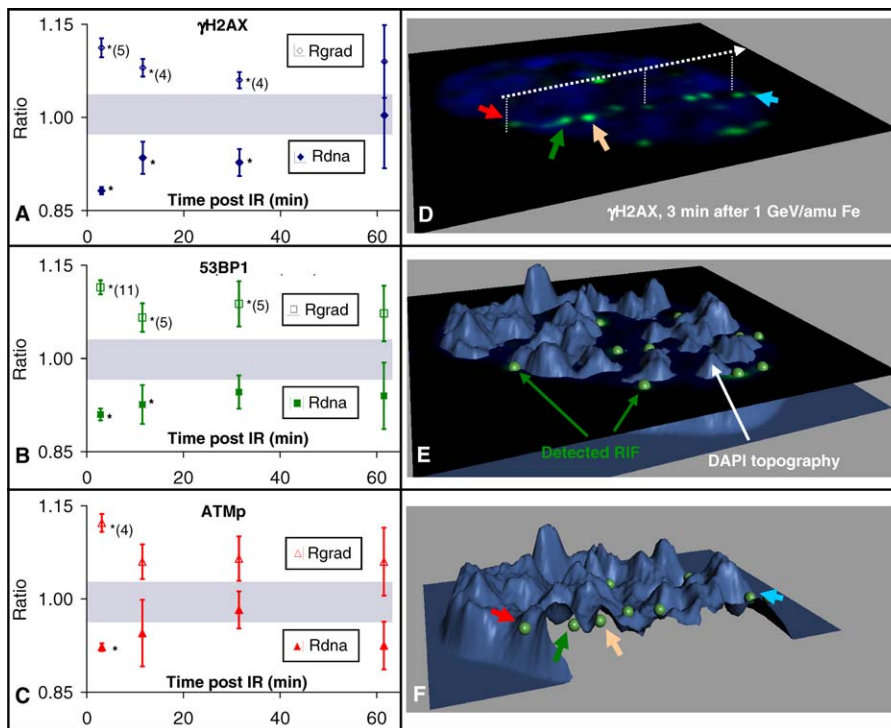 1.15
γH2AX
*(5)
*(4)
*(4)
Rgrad
1.00
Ratio
Rdna
*
*
*
Time post IR (min)
A
0.85
0
20
40
60
1.15
53BP1
*(11)
*(5)
*(5)
Rgrad
1.00
Ratio
Rdna
*
*
Time post IR (min)
B
0.85
0
20
40
60
1.15
ATMp
*(4)
Rgrad
1.00
Ratio
Rdna
*
Time post IR (min)
C
0.85
0
20
40
60
D
γH2AX, 3 min after 1 GeV/amu Fe
Detected RIF
DAPI topography
E
F